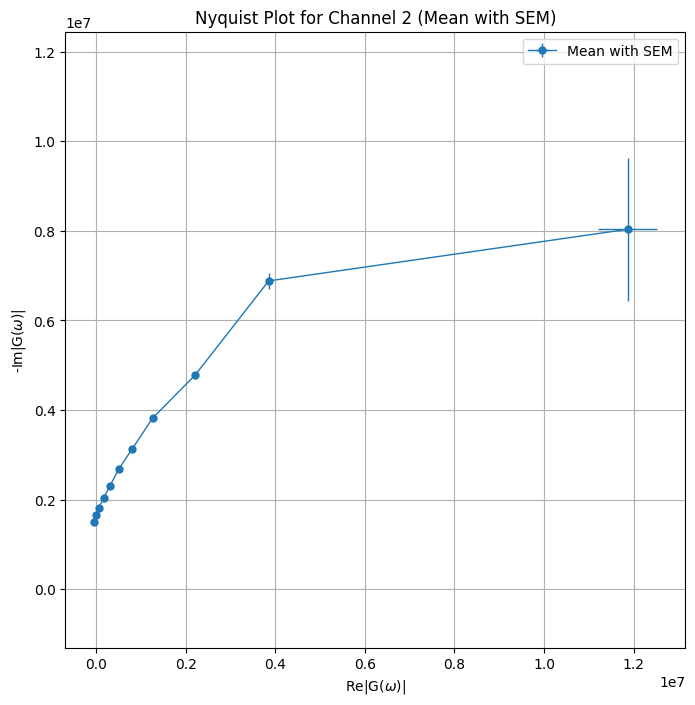 Nyquist Plot for Channel 2 (Mean with SEM)
1e7
Mean with SEM
1.2
1.0
0.8
0.6
0.4
0.2
0.0
-Im|G(ω)|
0.0 0.2 0.4 0.6 0.8 1.0 1.2
1e7
Re|G(ω)|